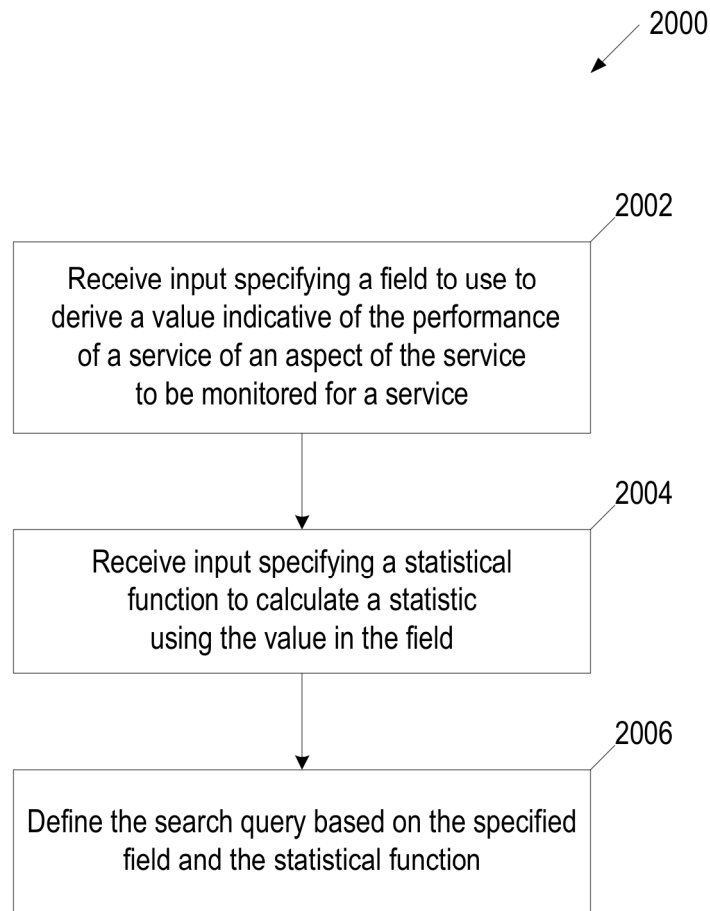 2000
2002
Receive input specifying a field to use to
derive a value indicative of the performance
of a service of an aspect of the service
to be monitored for a service
2004
Receive input specifying a statistical
function to calculate a statistic
using the value in the field
2006
Define the search query based on the specified
field and the statistical function